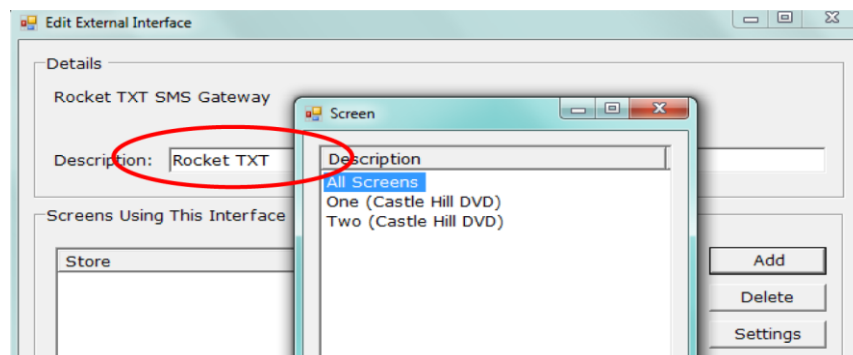 Edit External Interface
Details
Rocket TXT SMS Gateway
Screen
Description: Rocket TXT
Description
All Screens
One (Castle Hill DVD)
Two (Castle Hill DVD)
Screens Using This Interface
Store
Add
Delete
Settings